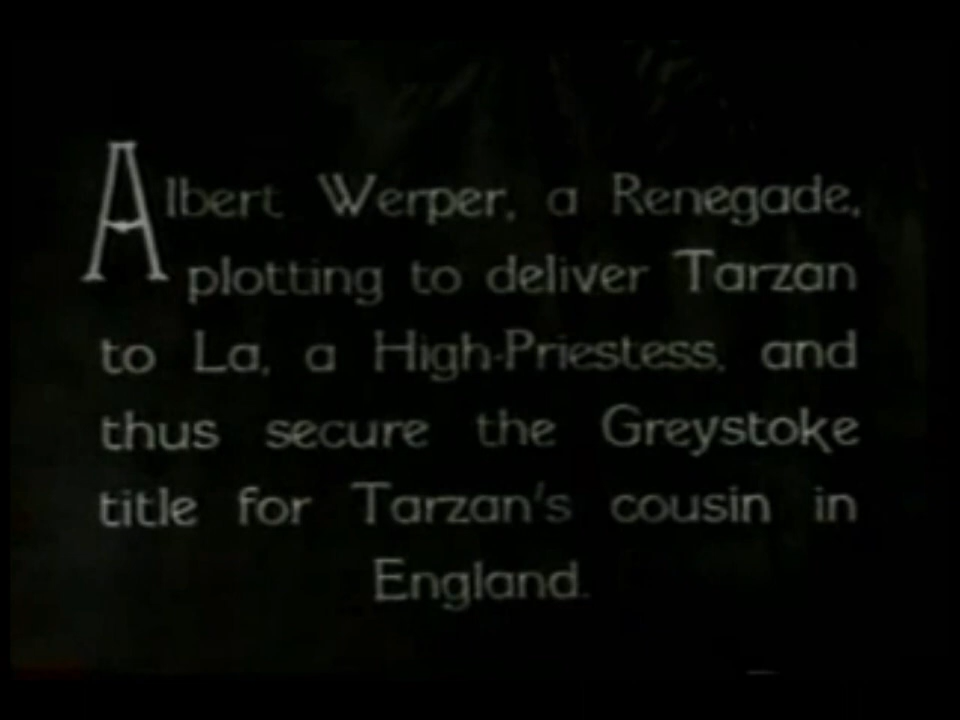 Albert Werper, a Renegade,
plotting to deliver Tarzan
to La, a High-Priestess, and
thus secure the Greystoke
title for Tarzan's cousin in
England.